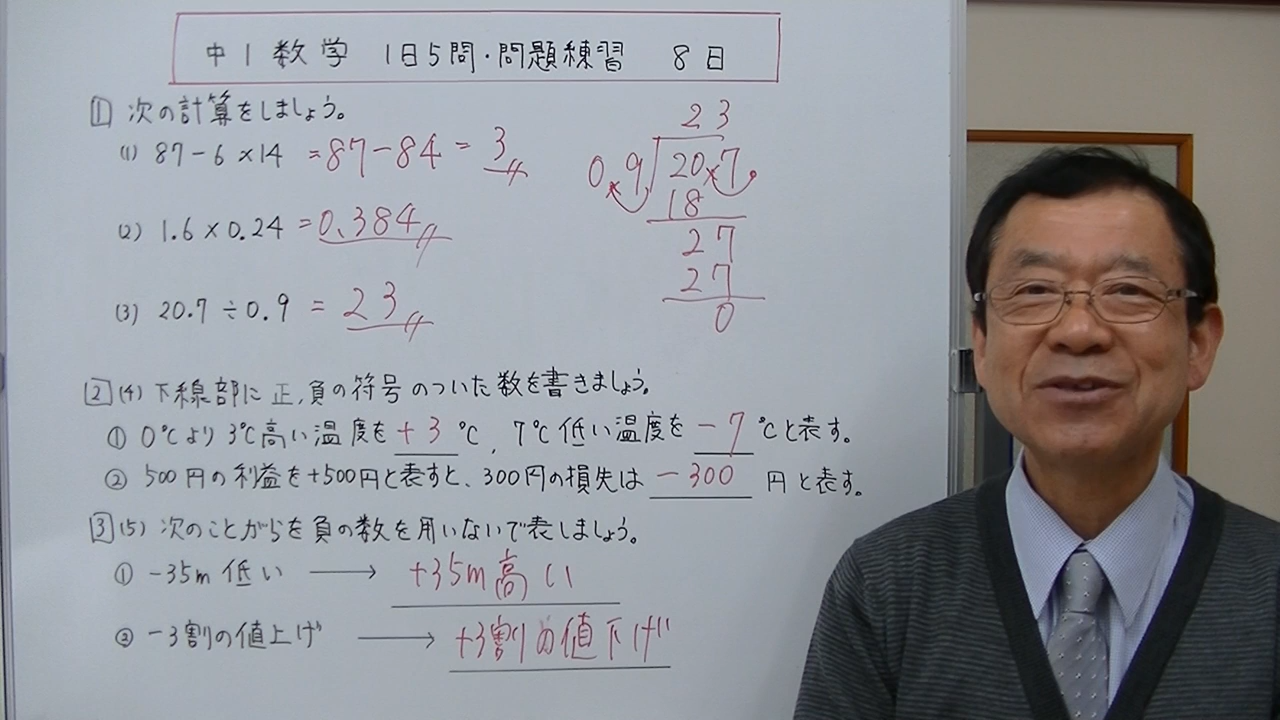 中1数学 1日5問・問題練習 8日
1 次の計算をしましょう。
(1) 87-6×14 =87-84=3
(2) 1.6×0.24 =0.384
(3) 20.7÷0.9 = 23
23
0.9 20.7
18
27
27
0
2 (4) 下線部に正,負の符号のついた数を書きましょう。
① 0℃より3℃高い温度を +3 ℃, 7℃低い温度を -7 ℃と表す。
② 500円の利益を+500円と表すと、300円の損失は -300 円と表す。
3 (5) 次のことがらを負の数を用いないで表しましょう。
① -35m低い → +35m高い
② -3割の値上げ → +3割の値下げ